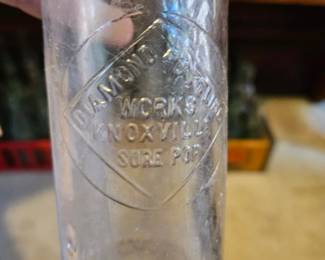 DIAMOND
WORKS
KNOXVILLE
SURE POP